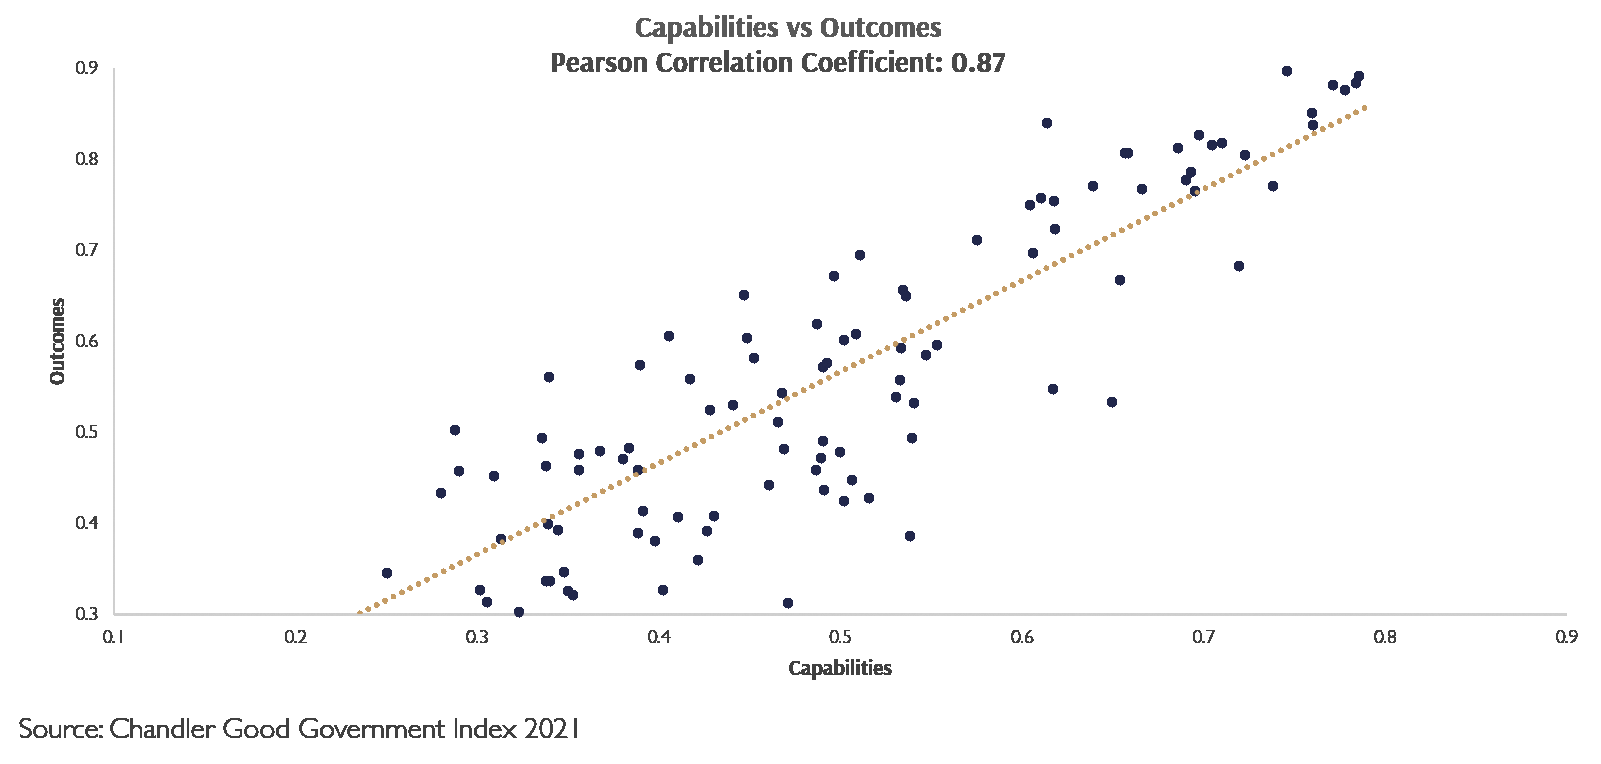 Capabilities vs Outcomes
Pearson Correlation Coefficient: 0.87
0.9
0.8
0.7
0.6
0.5
0.4
0.3
Outcomes
0.1 0.2 0.3 0.4 0.5 0.6 0.7 0.8 0.9
Capabilities
Source: Chandler Good Government Index 2021